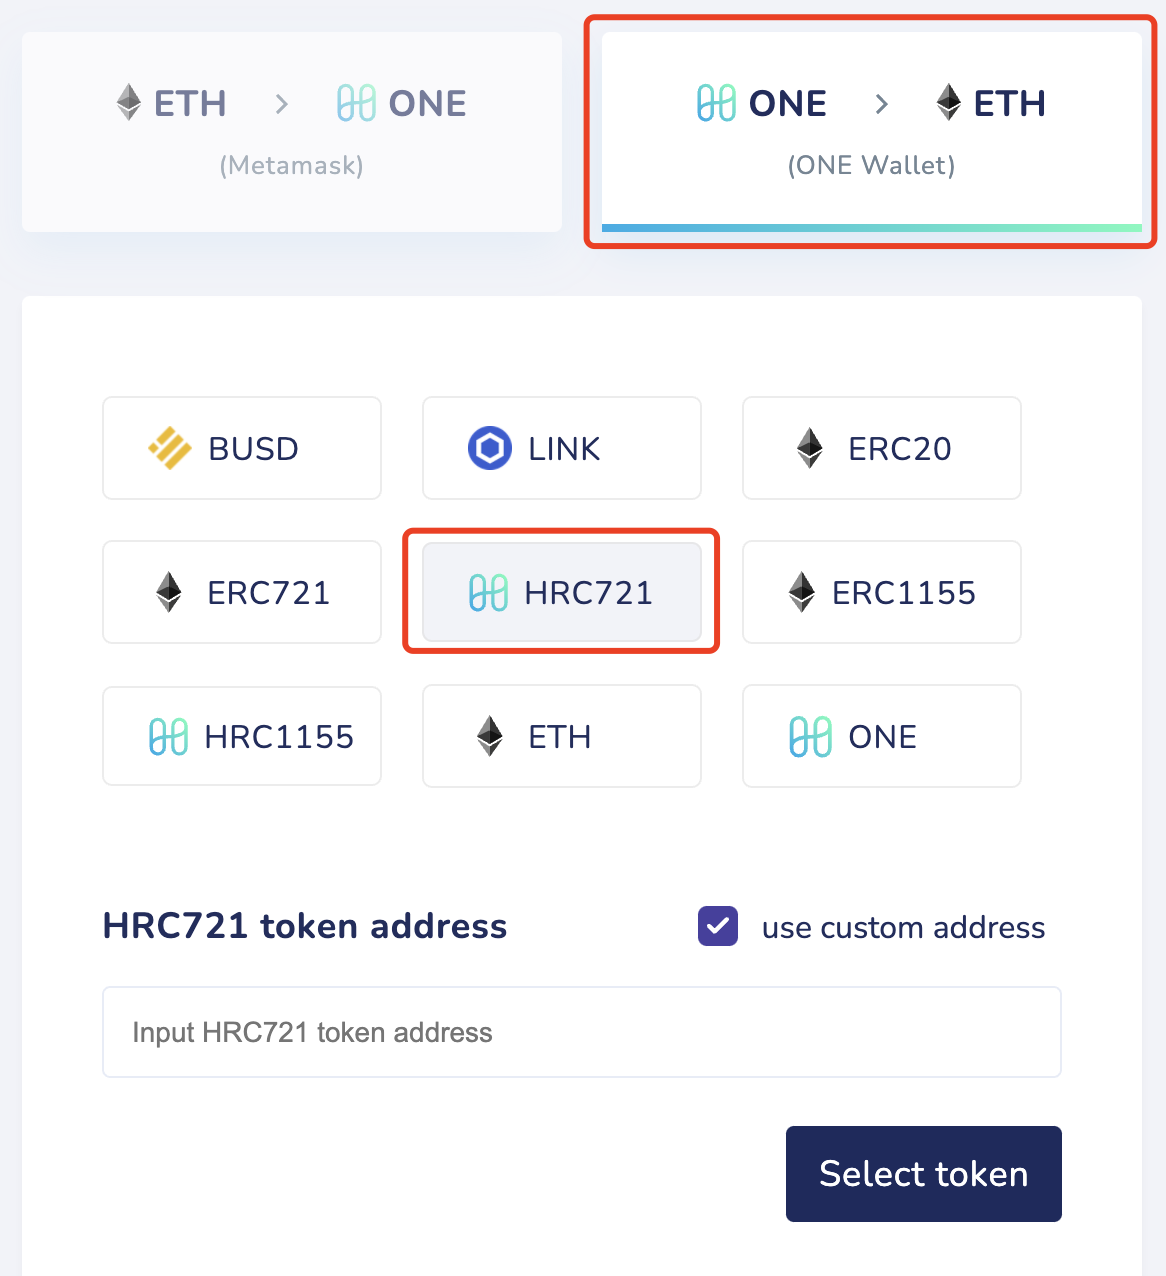 ETH > ONE
(Metamask)
ONE > ETH
(ONE Wallet)
BUSD
LINK
ERC20
ERC721
HRC721
ERC1155
HRC1155
ETH
ONE
HRC721 token address
use custom address
Input HRC721 token address
Select token